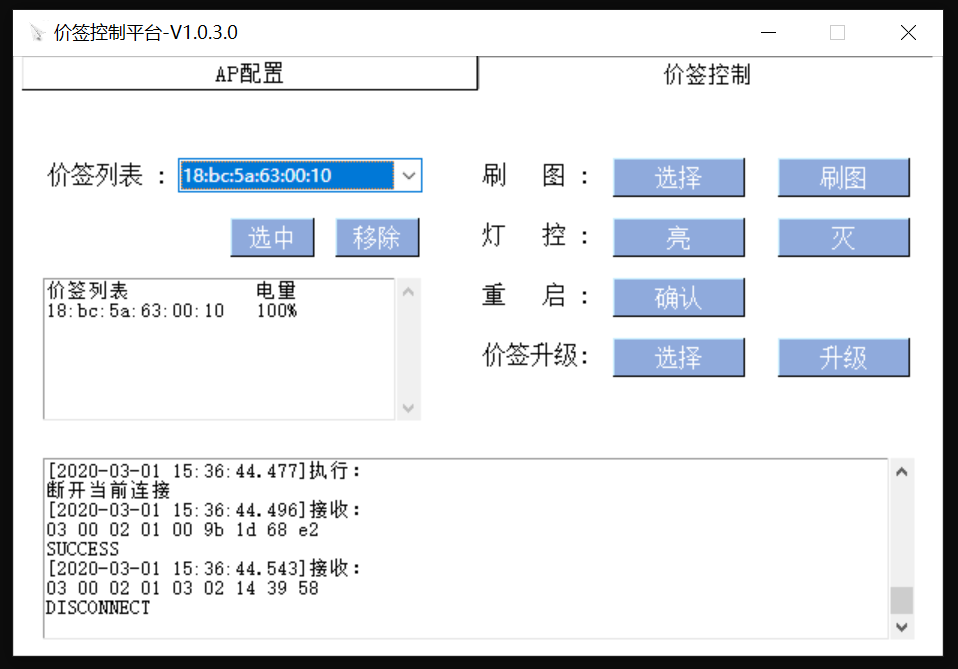 价签控制平台-V1.0.3.0
AP配置 价签控制
价签列表 : 18:bc:5a:63:00:10
选中 移除
价签列表 电量
18:bc:5a:63:00:10 100%
刷 图 : 选择 刷图
灯 控 : 亮 灭
重 启 : 确认
价签升级: 选择 升级
[2020-03-01 15:36:44.477]执行:
断开当前连接
[2020-03-01 15:36:44.496]接收:
03 00 02 01 00 9b 1d 68 e2
SUCCESS
[2020-03-01 15:36:44.543]接收:
03 00 02 01 03 02 14 39 58
DISCONNECT